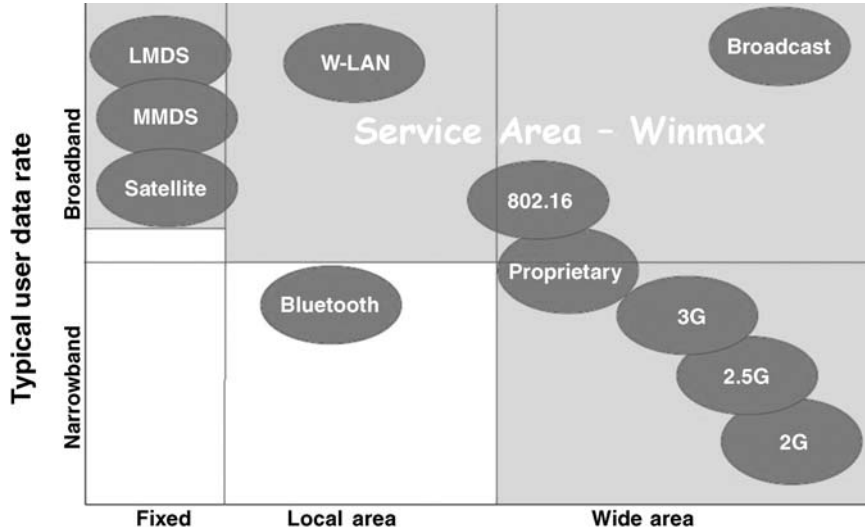 Typical user data rate
Broadband
Narrowband
LMDS
MMDS
Satellite
W-LAN
Broadcast
Service Area – Winmax
802.16
Proprietary
Bluetooth
3G
2.5G
2G
Fixed
Local area
Wide area